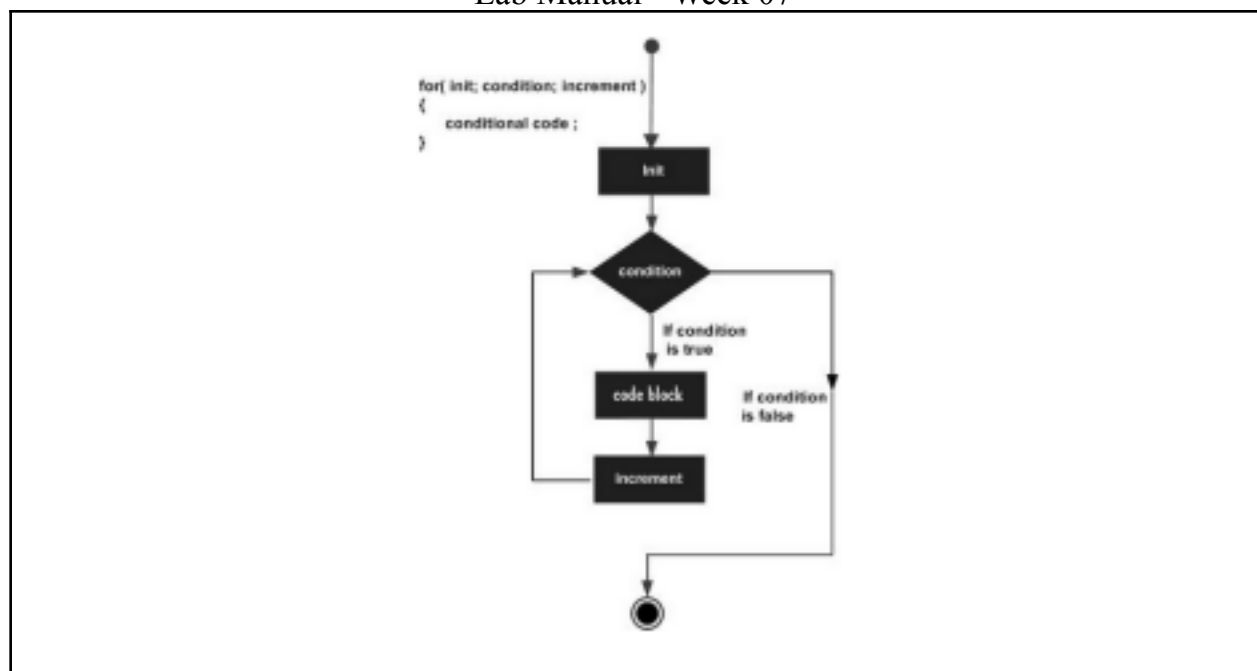 Lab Manual - Week 07
for( init; condition; increment )
{
conditional code ;
}
Init
condition
If condition
is true
code block
If condition
is false
increment